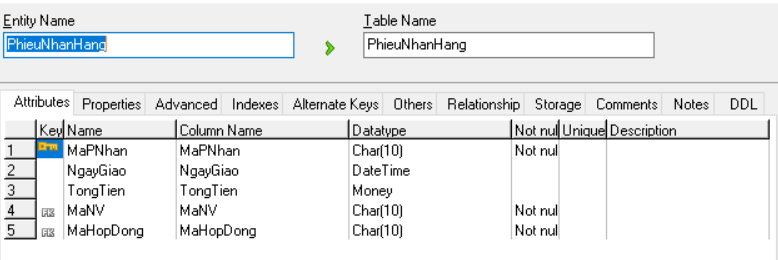 Entity Name Table Name
PhieuNhanHang PhieuNhanHang
Attributes Properties Advanced Indexes Alternate Keys Others Relationship Storage Comments Notes DDL
Key Name Column Name Datatype Not nul Unique Description
1 MaPNhan MaPNhan Char(10) Not nul
2 NgayGiao NgayGiao DateTime
3 TongTien TongTien Money
4 MaNV MaNV Char(10) Not nul
5 MaHopDong MaHopDong Char(10) Not nul